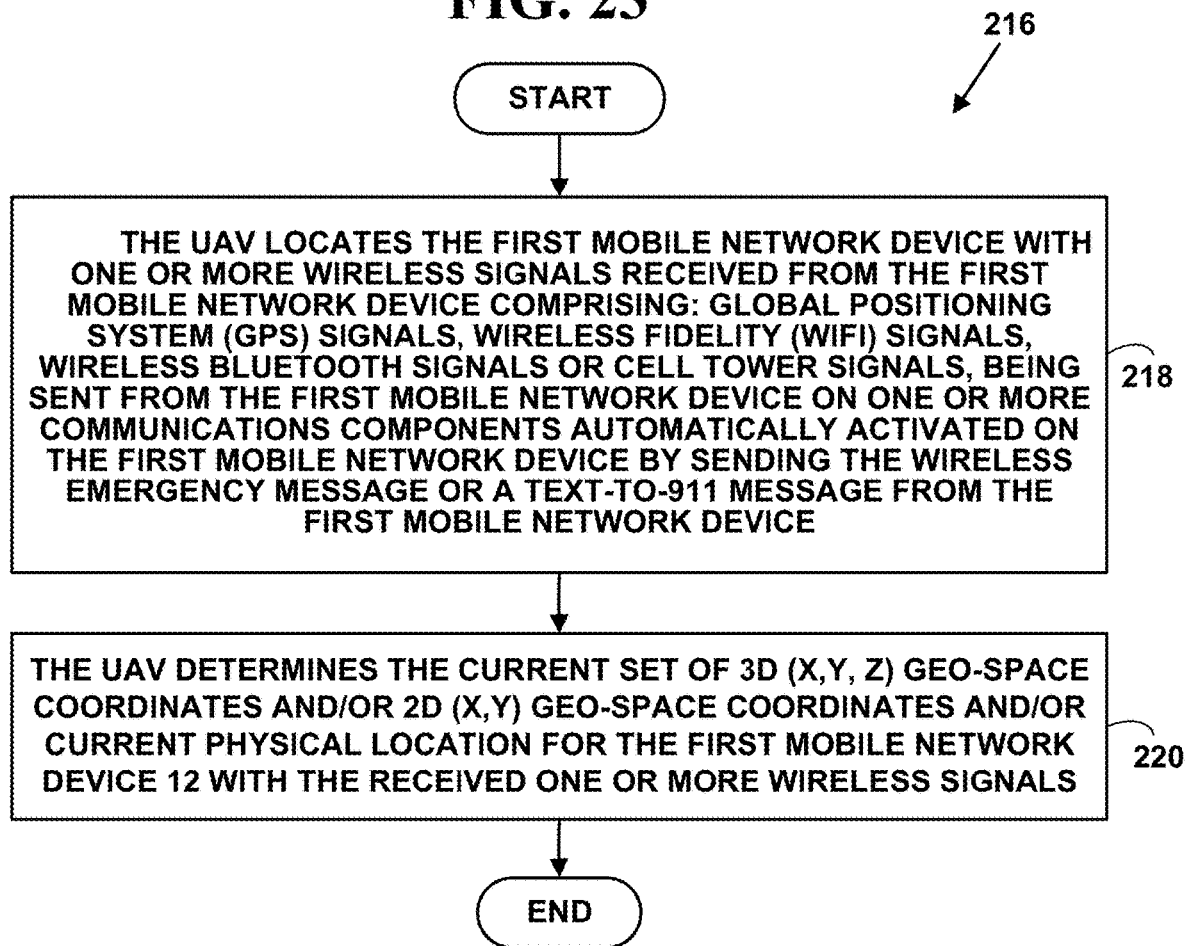 FIG. 23
216
START
THE UAV LOCATES THE FIRST MOBILE NETWORK DEVICE WITH
ONE OR MORE WIRELESS SIGNALS RECEIVED FROM THE FIRST
MOBILE NETWORK DEVICE COMPRISING: GLOBAL POSITIONING
SYSTEM (GPS) SIGNALS, WIRELESS FIDELITY (WIFI) SIGNALS,
WIRELESS BLUETOOTH SIGNALS OR CELL TOWER SIGNALS, BEING
SENT FROM THE FIRST MOBILE NETWORK DEVICE ON ONE OR MORE
COMMUNICATIONS COMPONENTS AUTOMATICALLY ACTIVATED ON
THE FIRST MOBILE NETWORK DEVICE BY SENDING THE WIRELESS
EMERGENCY MESSAGE OR A TEXT-TO-911 MESSAGE FROM THE
FIRST MOBILE NETWORK DEVICE
218
THE UAV DETERMINES THE CURRENT SET OF 3D (X,Y, Z) GEO-SPACE
COORDINATES AND/OR 2D (X,Y) GEO-SPACE COORDINATES AND/OR
CURRENT PHYSICAL LOCATION FOR THE FIRST MOBILE NETWORK
DEVICE 12 WITH THE RECEIVED ONE OR MORE WIRELESS SIGNALS
220
END